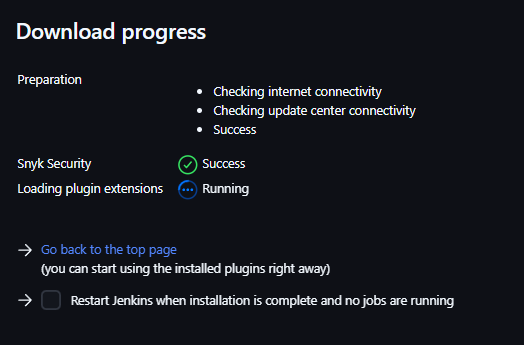 Download progress
Preparation
Checking internet connectivity
Checking update center connectivity
Success
Snyk Security Success
Loading plugin extensions Running
Go back to the top page
(you can start using the installed plugins right away)
Restart Jenkins when installation is complete and no jobs are running